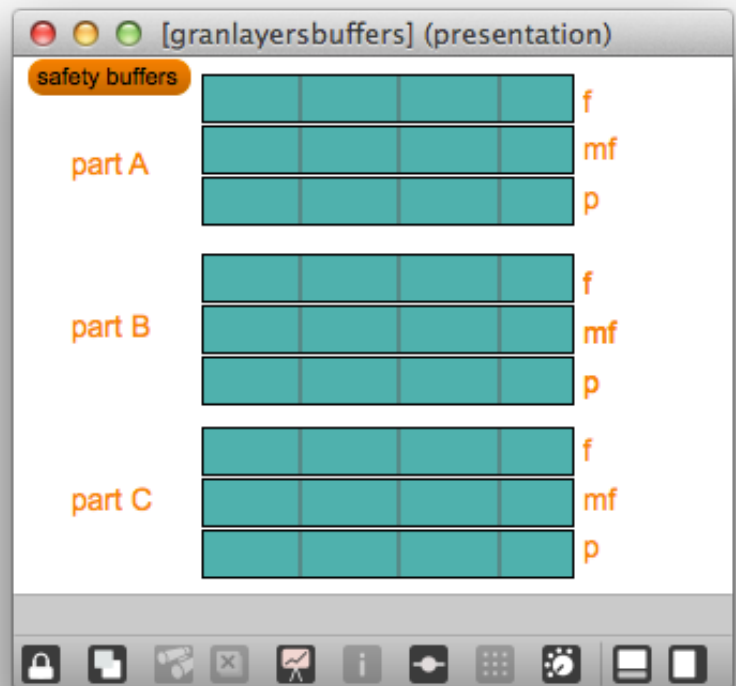 [granlayersbuffers] (presentation)
safety buffers
f
part A
mf
p
f
part B
mf
p
f
part C
mf
p